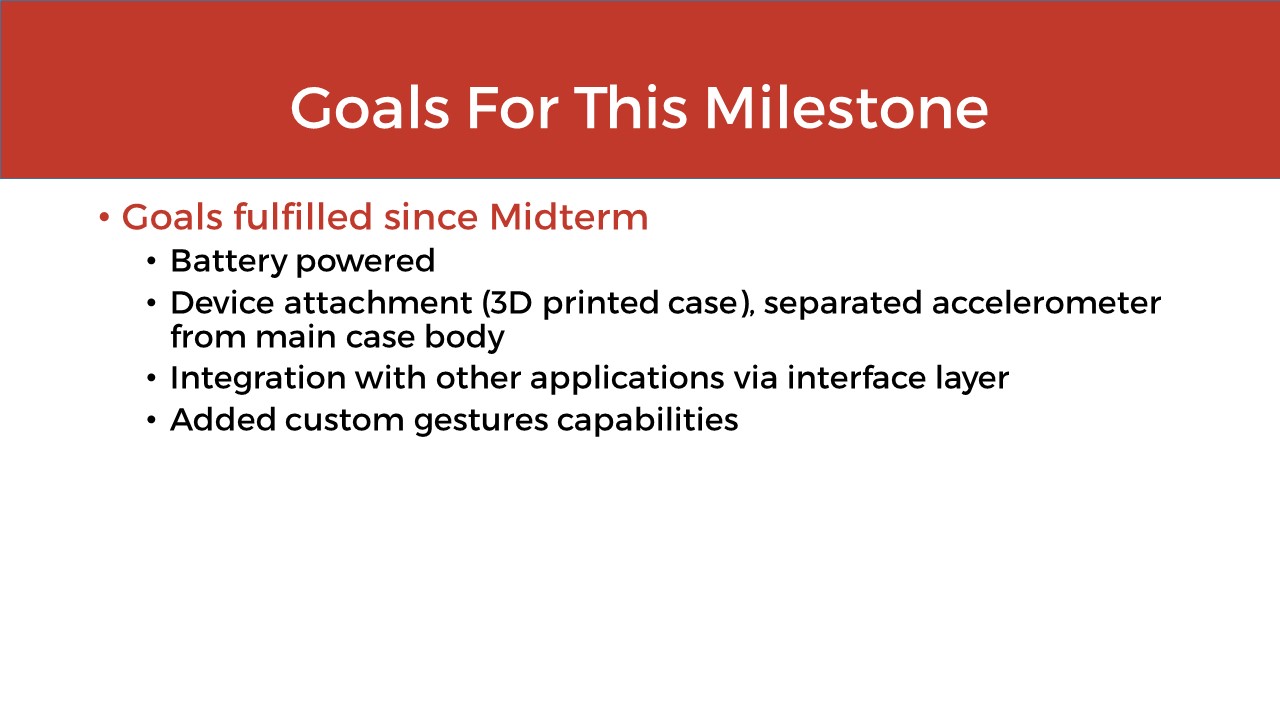 Goals For This Milestone
• Goals fulfilled since Midterm
• Battery powered
• Device attachment (3D printed case), separated accelerometer
from main case body
• Integration with other applications via interface layer
• Added custom gestures capabilities